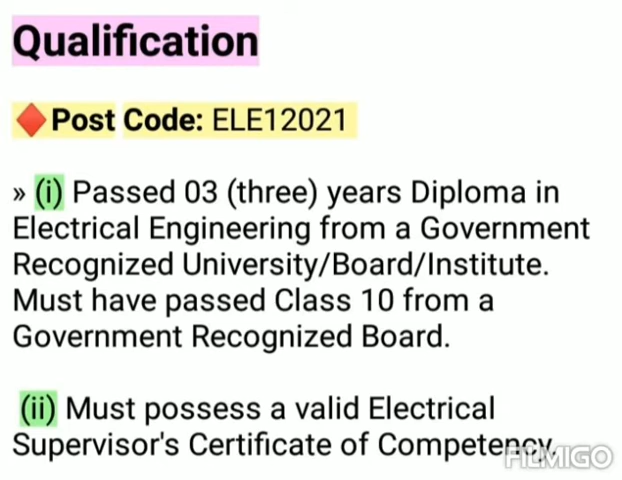 Qualification
Post Code: ELE12021
» (i) Passed 03 (three) years Diploma in
Electrical Engineering from a Government
Recognized University/Board/Institute.
Must have passed Class 10 from a
Government Recognized Board.
(ii) Must possess a valid Electrical
Supervisor's Certificate of Competency.
FILMIGO